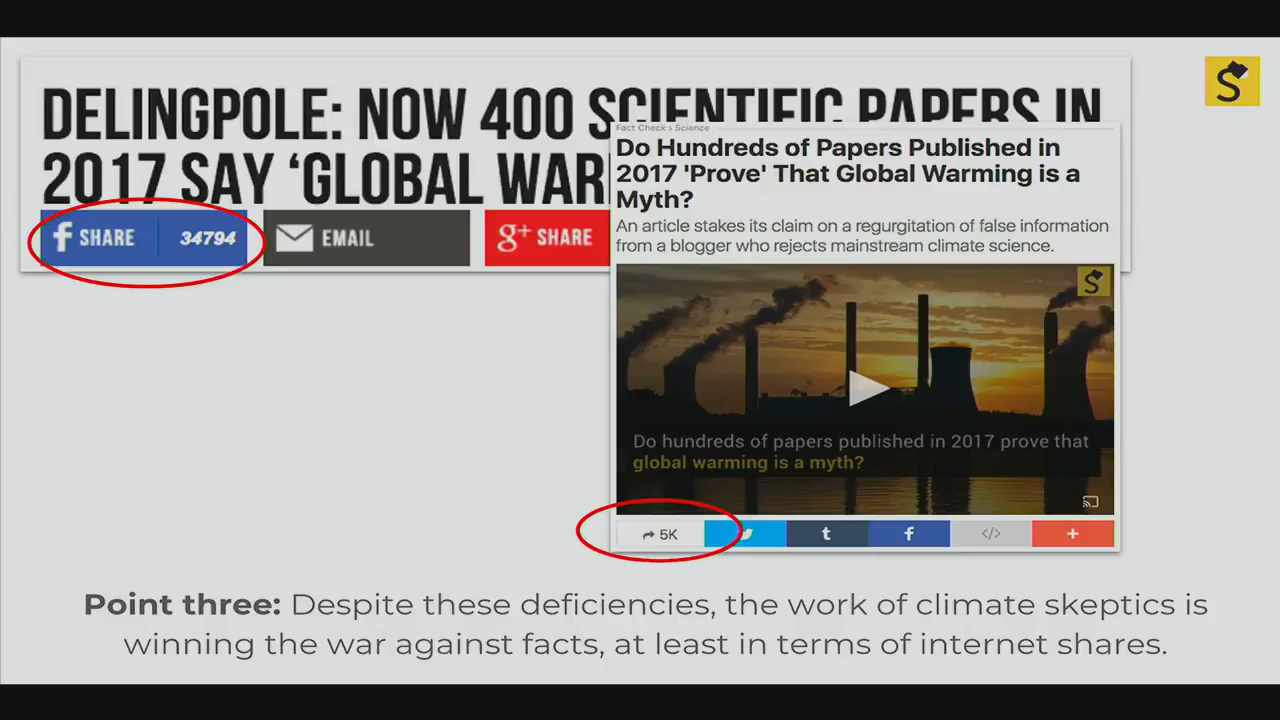 DELINGPOLE: NOW 400 SCIENTIFIC PAPERS IN
2017 SAY ‘GLOBAL WAR
f SHARE 34794
EMAIL
g+ SHARE
Fact Check › Science
Do Hundreds of Papers Published in
2017 'Prove' That Global Warming is a
Myth?
An article stakes its claim on a regurgitation of false information
from a blogger who rejects mainstream climate science.
S
S
Do hundreds of papers published in 2017 prove that
global warming is a myth?
5K
t
f
</>
+
Point three: Despite these deficiencies, the work of climate skeptics is
winning the war against facts, at least in terms of internet shares.